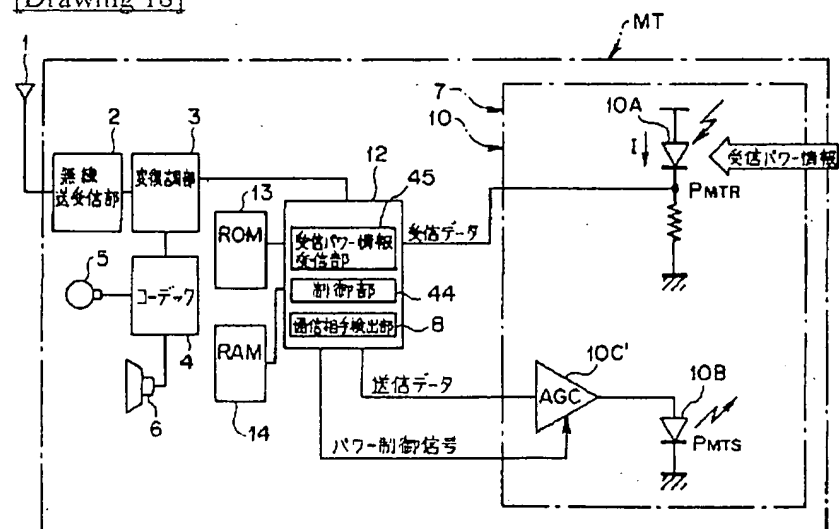 [Drawing 18]
MT
1
2
3
7
10
10A
12
45
13
無線
送受信部
変復調部
I
受信パワー情報
PMTR
ROM
受信パワー情報
受信部
受信データ
5
コーデック
制御部
44
通信相手検出部
8
4
RAM
6
14
送信データ
10C'
AGC
10B
PMTS
パワー制御信号